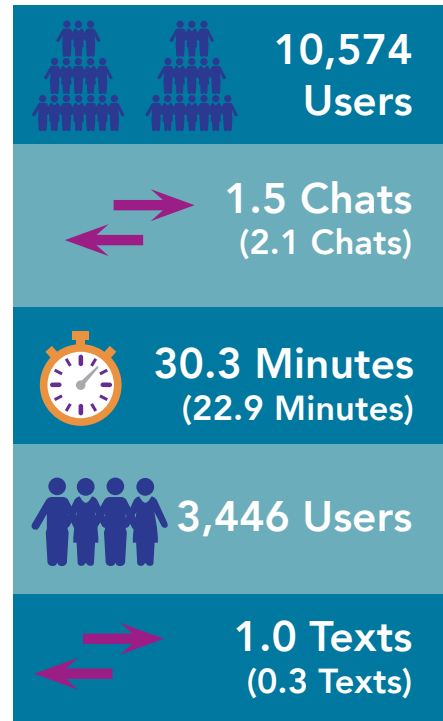 10,574
Users
1.5 Chats
(2.1 Chats)
30.3 Minutes
(22.9 Minutes)
3,446 Users
1.0 Texts
(0.3 Texts)